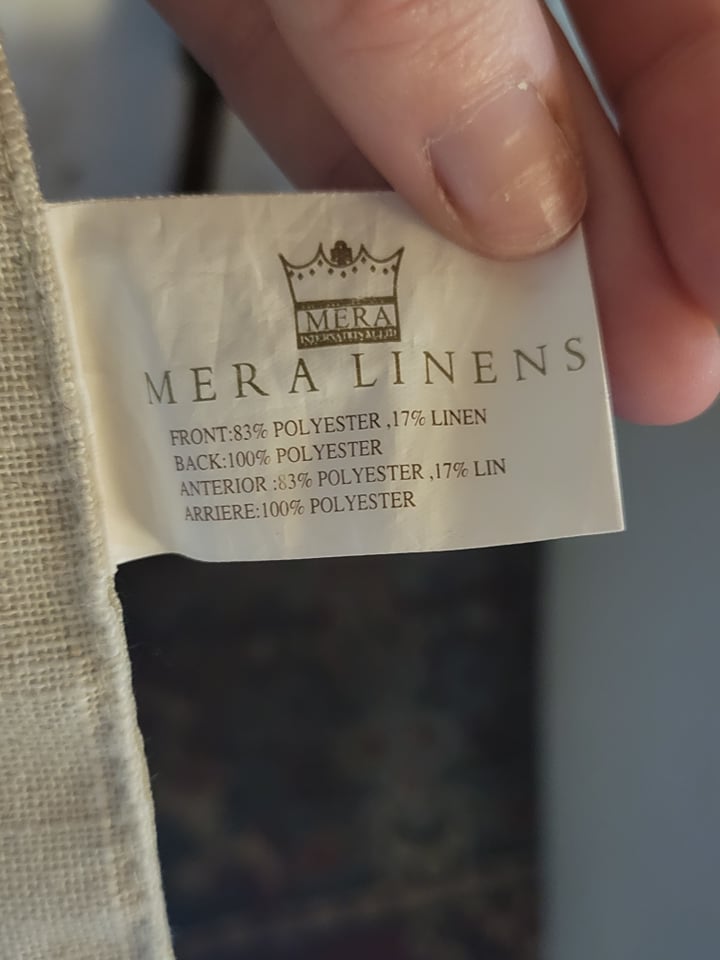 MERA
MERA LINENS
FRONT:83% POLYESTER ,17% LINEN
BACK:100% POLYESTER
ANTERIOR :83% POLYESTER ,17% LIN
ARRIERE:100% POLYESTER